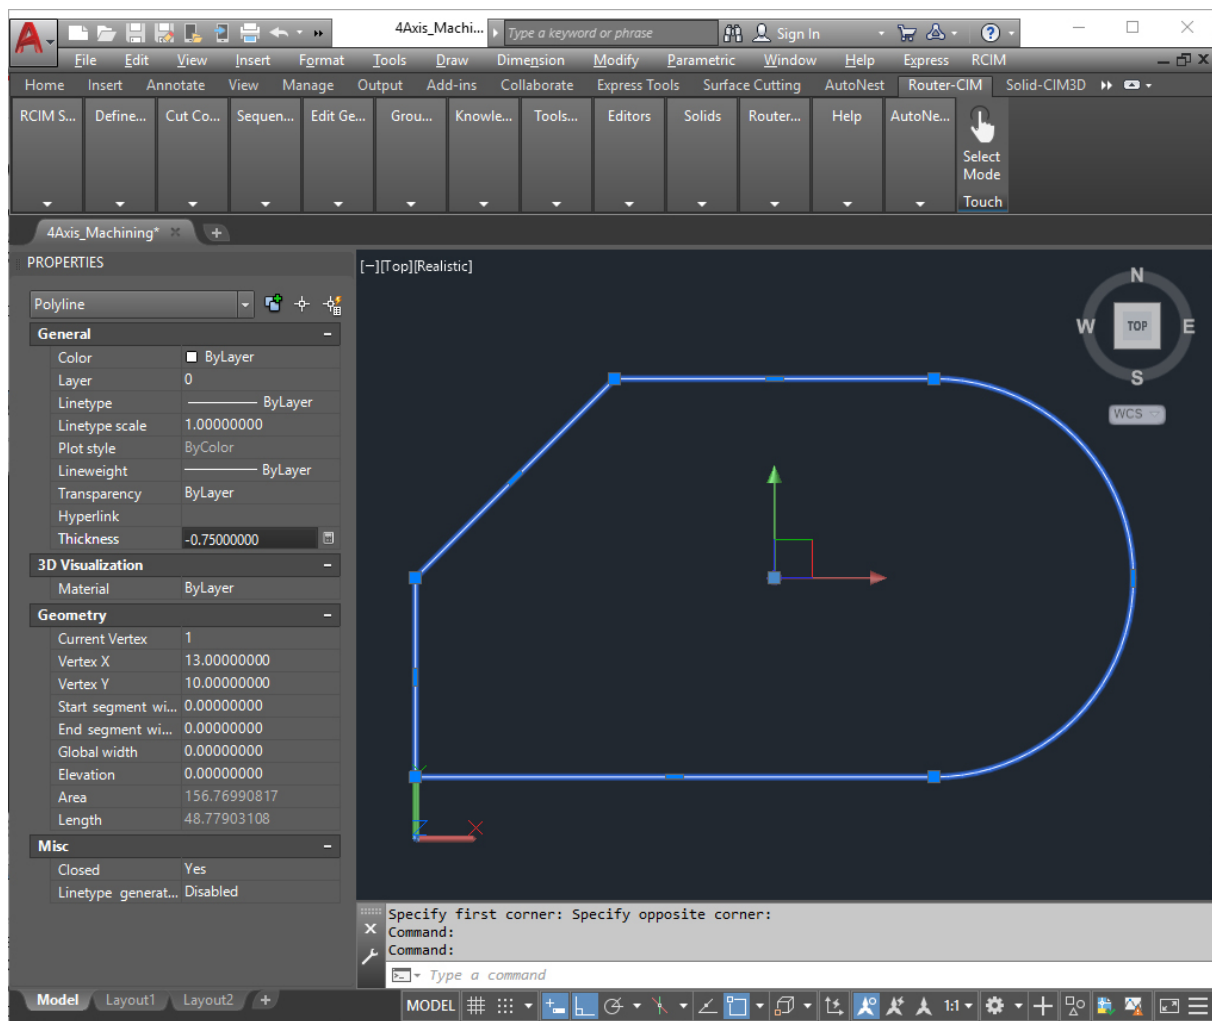 4Axis_Machi... Type a keyword or phrase Sign In
File Edit View Insert Format Tools Draw Dimension Modify Parametric Window Help Express RCIM
Home Insert Annotate View Manage Output Add-ins Collaborate Express Tools Surface Cutting AutoNest Router-CIM Solid-CIM3D
RCIM S... Define... Cut Co... Sequen... Edit Ge... Grou... Knowle... Tools... Editors Solids Router... Help AutoNe...
Select
Mode
Touch
4Axis_Machining*
PROPERTIES
[−][Top][Realistic]
Polyline
General
Color ByLayer
Layer 0
Linetype ByLayer
Linetype scale 1.00000000
Plot style ByColor
Lineweight ByLayer
Transparency ByLayer
Hyperlink
Thickness -0.75000000
3D Visualization
Material ByLayer
Geometry
Current Vertex 1
Vertex X 13.00000000
Vertex Y 10.00000000
Start segment wi... 0.00000000
End segment wi... 0.00000000
Global width 0.00000000
Elevation 0.00000000
Area 156.76990817
Length 48.77903108
Misc
Closed Yes
Linetype generat... Disabled
N
W TOP E
S
WCS
X
Specify first corner: Specify opposite corner:
Command:
Command:
Type a command
Model Layout1 Layout2 +
MODEL 1:1